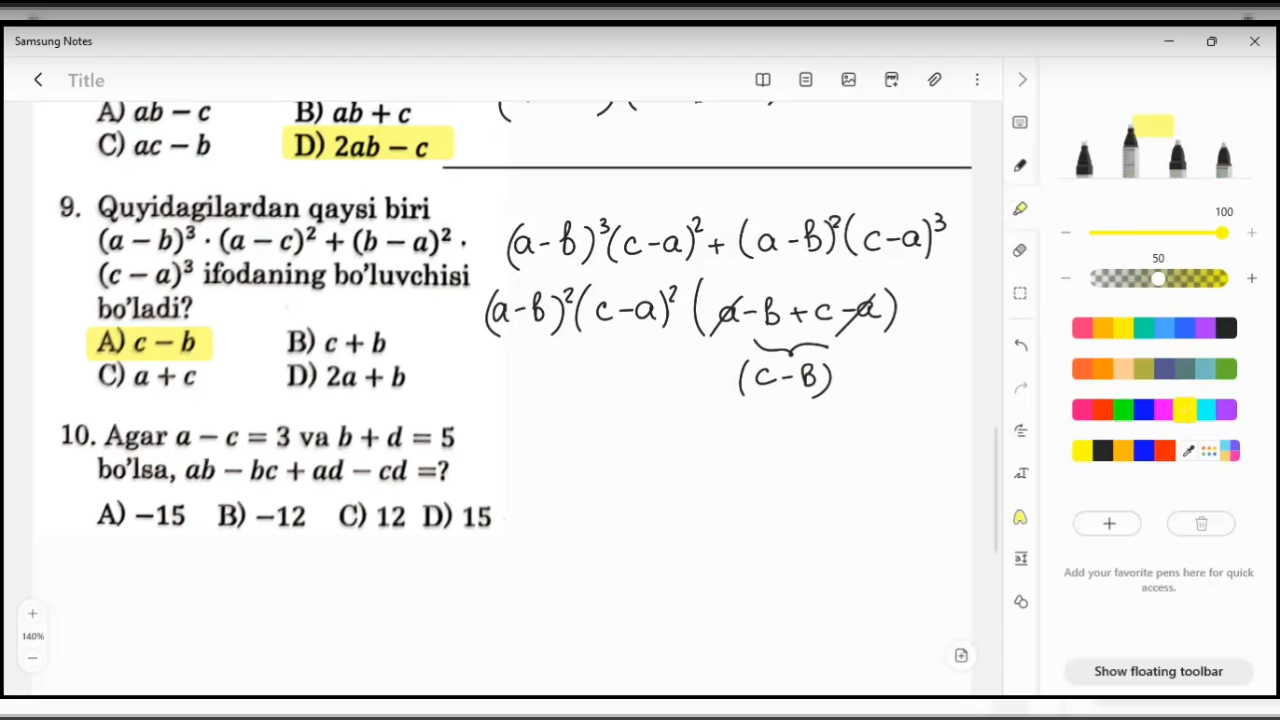 Samsung Notes
Title
A) ab − c B) ab + c
C) ac − b D) 2ab − c
9. Quyidagilardan qaysi biri
(a − b)³ · (a − c)² + (b − a)² ·
(c − a)³ ifodaning bo'luvchisi
bo'ladi?
A) c − b B) c + b
C) a + c D) 2a + b
(a-b)³(c-a)²+(a-b)²(c-a)³
(a-b)²(c-a)²(a-b+c-a)
(c-b)
10. Agar a − c = 3 va b + d = 5
bo'lsa, ab − bc + ad − cd =?
A) −15 B) −12 C) 12 D) 15
140%
100
50
Add your favorite pens here for quick
access.
Show floating toolbar